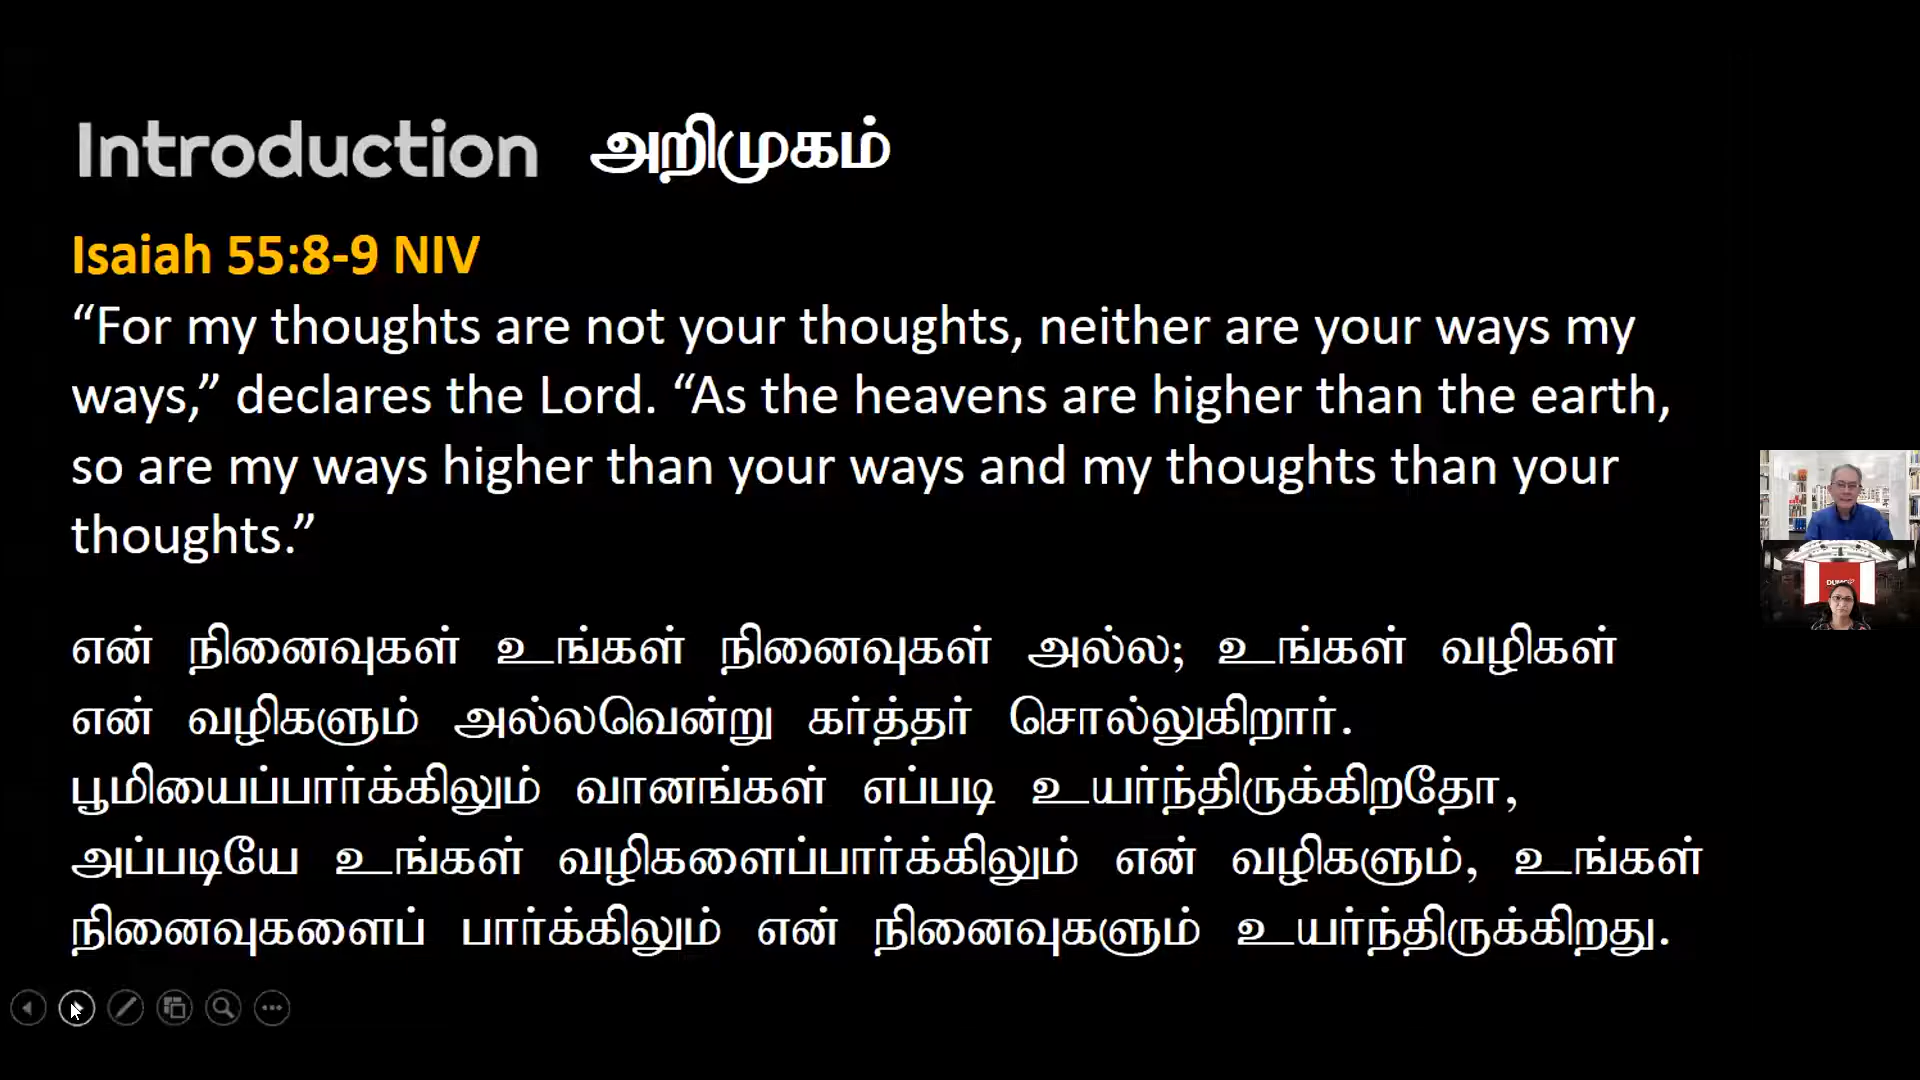 Introduction அறிமுகம்
Isaiah 55:8-9 NIV
“For my thoughts are not your thoughts, neither are your ways my
ways,” declares the Lord. “As the heavens are higher than the earth,
so are my ways higher than your ways and my thoughts than your
thoughts.”
என் நினைவுகள் உங்கள் நினைவுகள் அல்ல; உங்கள் வழிகள்
என் வழிகளும் அல்லவென்று கர்த்தர் சொல்லுகிறார்.
பூமியைப்பார்க்கிலும் வானங்கள் எப்படி உயர்ந்திருக்கிறதோ,
அப்படியே உங்கள் வழிகளைப்பார்க்கிலும் என் வழிகளும், உங்கள்
நினைவுகளைப் பார்க்கிலும் என் நினைவுகளும் உயர்ந்திருக்கிறது.